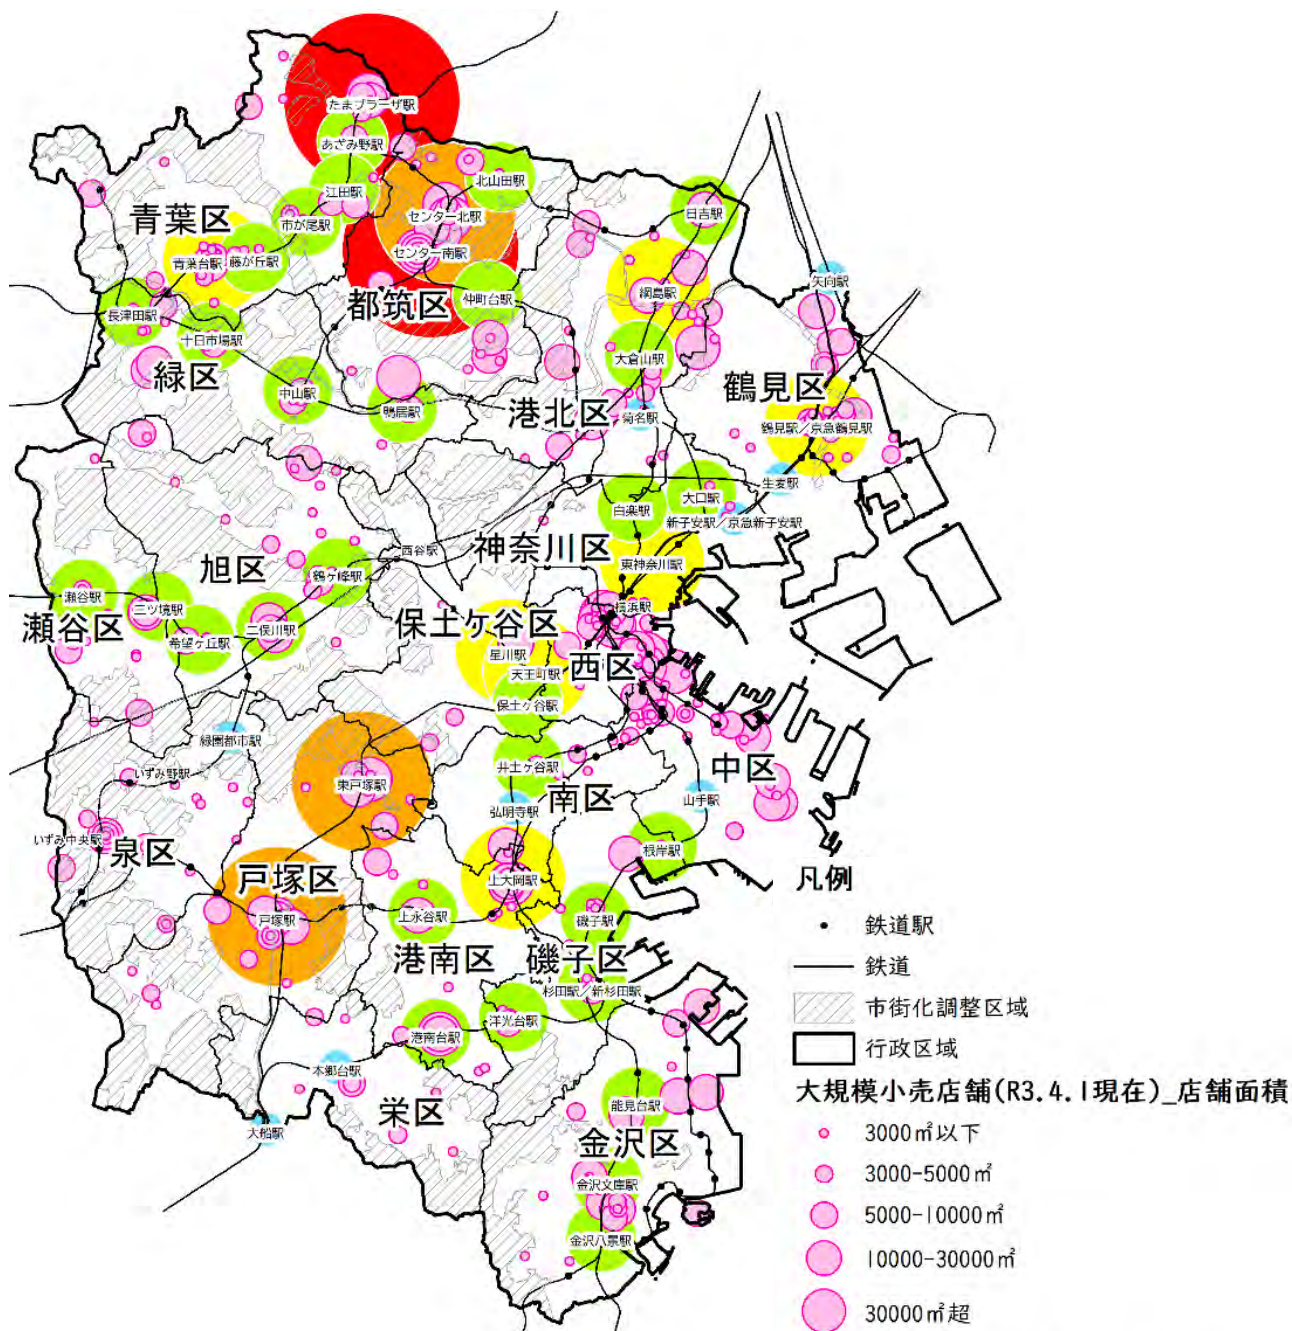 たまプラーザ駅
あざみ野駅
江田駅
北山田駅
市が尾駅
センター北駅
日吉駅
青葉区
センター南駅
青葉台駅
藤が丘駅
矢向駅
綱島駅
仲町台駅
都筑区
長津田駅
十日市場駅
大倉山駅
緑区
鶴見区
中山駅
鴨居駅
港北区
菊名駅
鶴見駅/京急鶴見駅
生麦駅
大口駅
白楽駅
新子安駅/京急新子安駅
神奈川区
西谷駅
東神奈川駅
旭区
鶴ヶ峰駅
瀬谷駅
三ツ境駅
横浜駅
瀬谷区
希望ヶ丘駅
二俣川駅
保土ケ谷区
星川駅
西区
天王町駅
保土ヶ谷駅
緑園都市駅
井土ヶ谷駅
中区
いずみ野駅
東戸塚駅
南区
山手駅
弘明寺駅
いずみ中央駅
泉区
根岸駅
戸塚区
上大岡駅
戸塚駅
上永谷駅
磯子駅
港南区
磯子区
杉田駅/新杉田駅
港南台駅
洋光台駅
本郷台駅
栄区
能見台駅
大船駅
金沢区
金沢文庫駅
金沢八景駅
凡例
鉄道駅
鉄道
市街化調整区域
行政区域
大規模小売店舗(R3.4.1現在)_店舗面積
3000㎡以下
3000-5000㎡
5000-10000㎡
10000-30000㎡
30000㎡超